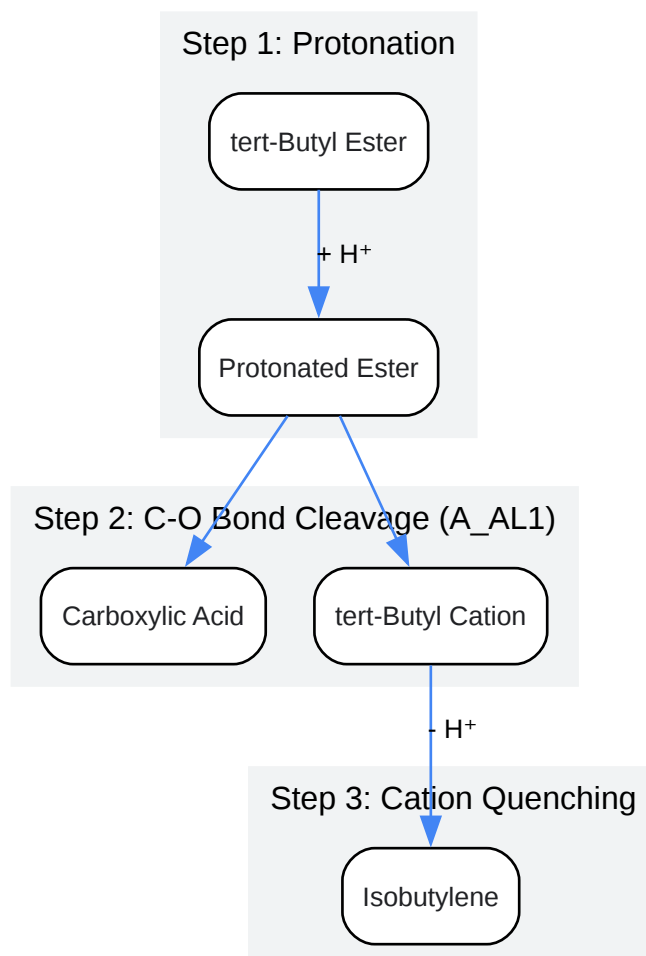 Step 1: Protonation
tert-Butyl Ester
+ H⁺
Protonated Ester
Step 2: C-O Bond Cleavage (A_AL1)
Carboxylic Acid
tert-Butyl Cation
- H⁺
Step 3: Cation Quenching
Isobutylene